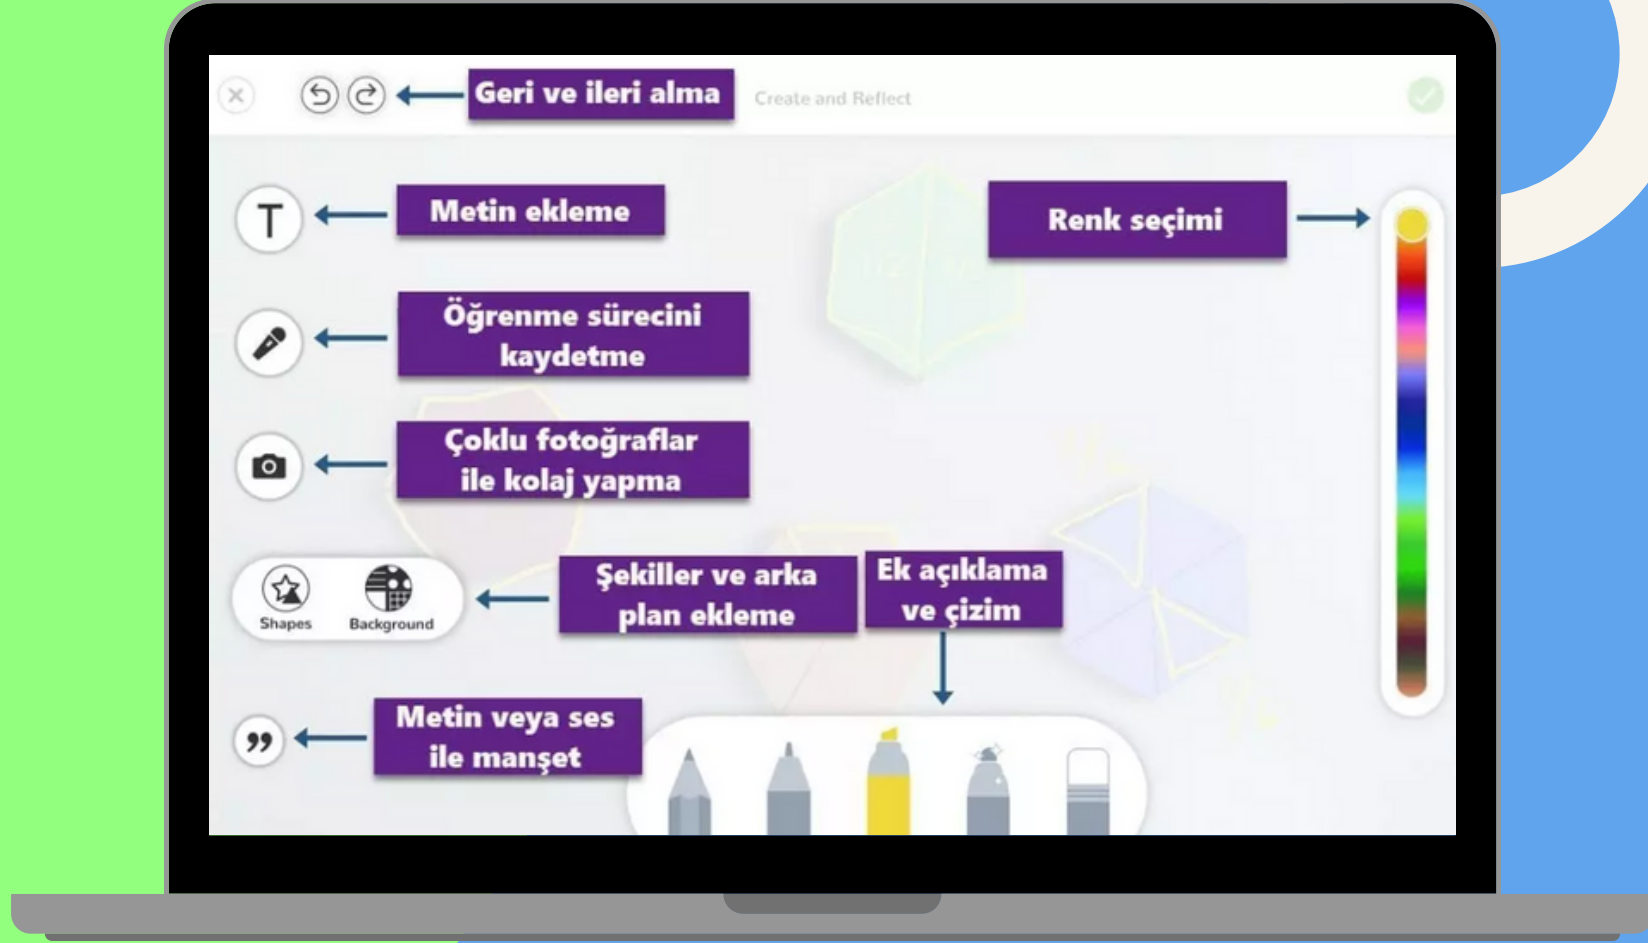 Geri ve ileri alma
Create and Reflect
T
Metin ekleme
Renk seçimi
Öğrenme sürecini
kaydetme
Çoklu fotoğraflar
ile kolaj yapma
Şekiller ve arka
plan ekleme
Ek açıklama
ve çizim
Shapes
Background
Metin veya ses
ile manşet